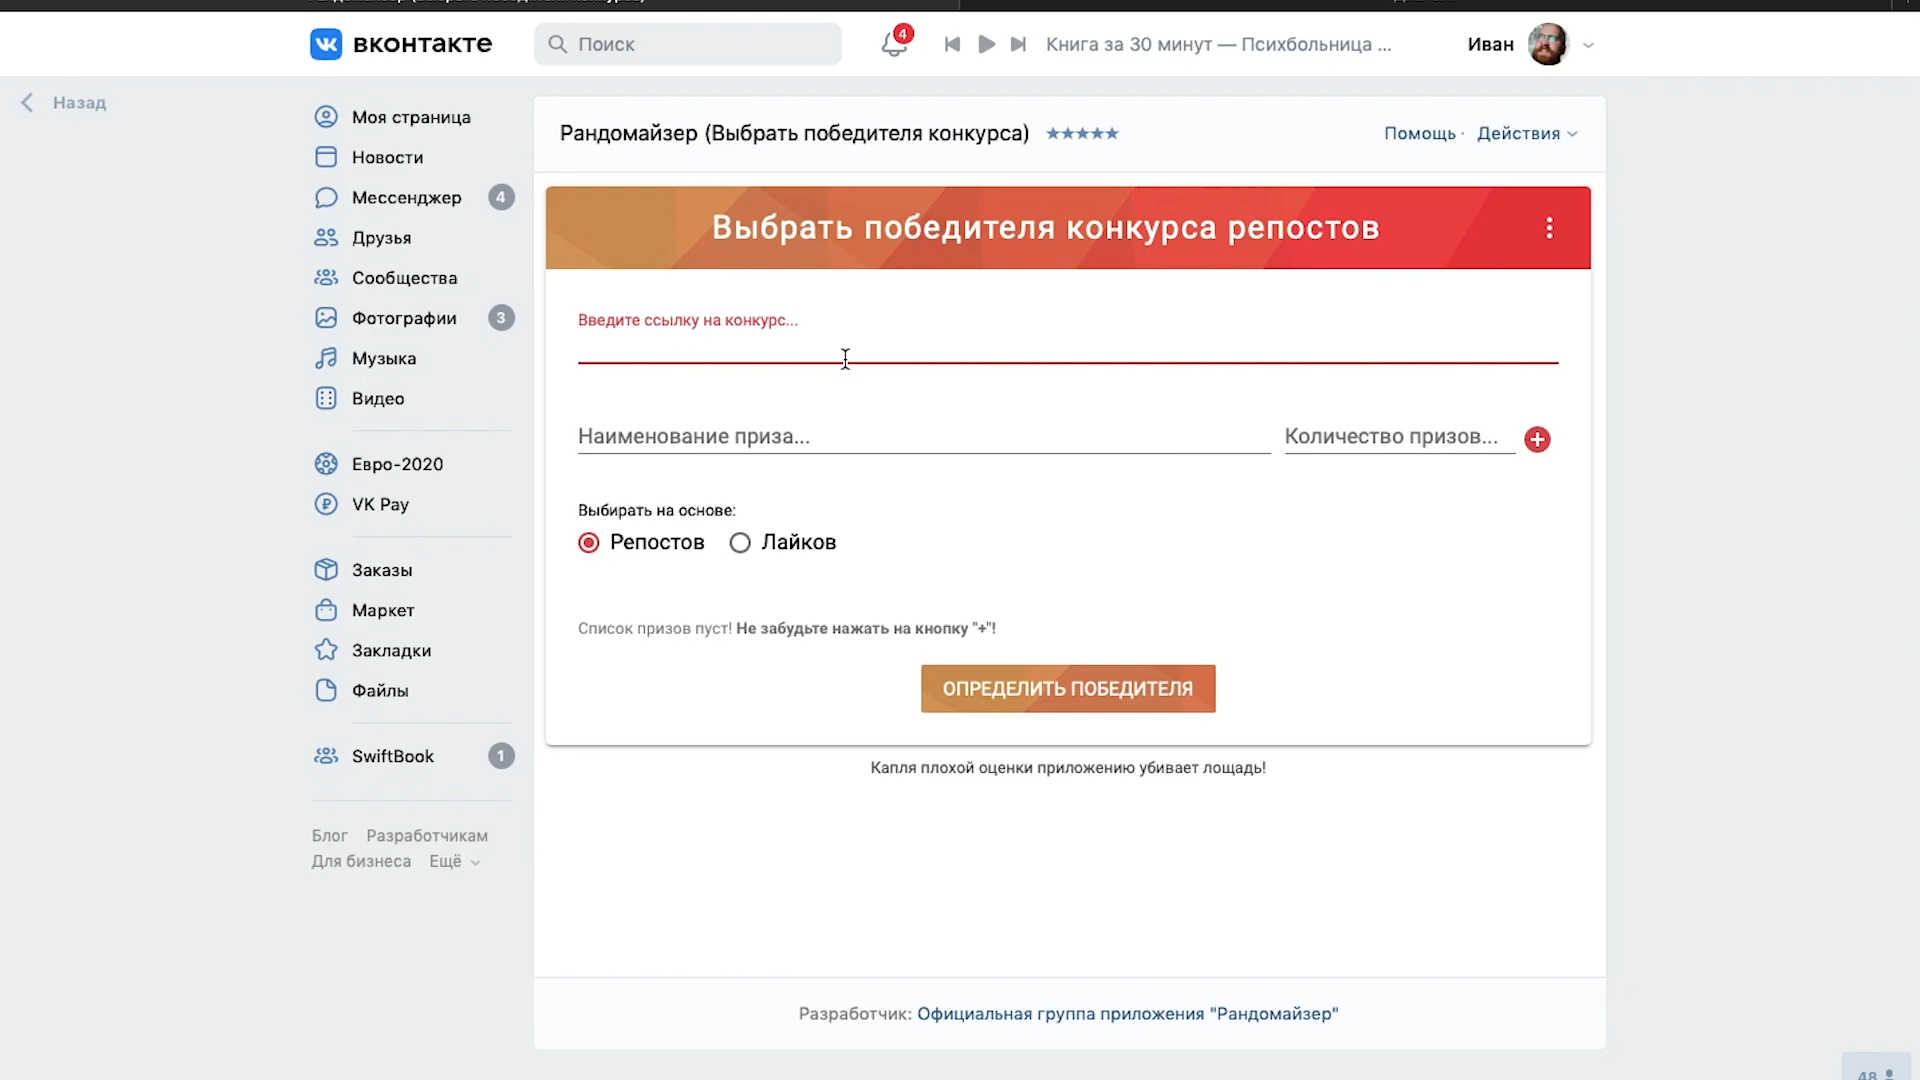 вконтакте
Поиск
4
Книга за 30 минут — Психбольница ...
Иван
Назад
Моя страница
Новости
Мессенджер 4
Друзья
Сообщества
Фотографии 3
Музыка
Видео
Евро-2020
VK Pay
Заказы
Маркет
Закладки
Файлы
SwiftBook 1
Блог Разработчикам
Для бизнеса Ещё
Рандомайзер (Выбрать победителя конкурса)
Помощь · Действия
Выбрать победителя конкурса репостов
Введите ссылку на конкурс...
Наименование приза... Количество призов...
Выбирать на основе:
Репостов Лайков
Список призов пуст! Не забудьте нажать на кнопку "+"!
ОПРЕДЕЛИТЬ ПОБЕДИТЕЛЯ
Капля плохой оценки приложению убивает лощадь!
Разработчик: Официальная группа приложения "Рандомайзер"
48